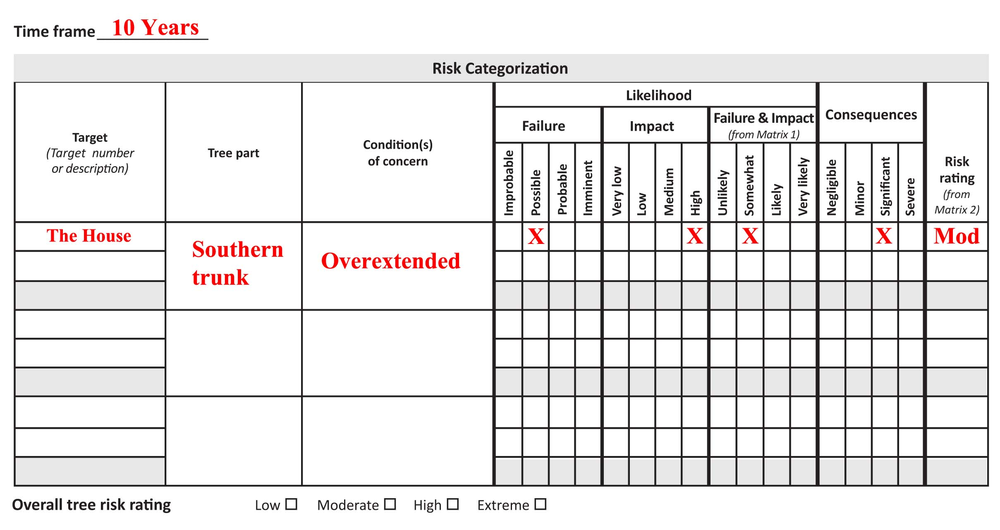 Time frame 10 Years
Risk Categorization
Target
(Target number
or description)
Tree part
Condition(s)
of concern
Likelihood
Failure
Impact
Failure & Impact
(from Matrix 1)
Consequences
Risk
rating
(from
Matrix 2)
Improbable
Possible
Probable
Imminent
Very low
Low
Medium
High
Unlikely
Somewhat
Likely
Very likely
Negligible
Minor
Significant
Severe
The House
Southern
trunk
Overextended
X X X X Mod
Overall tree risk rating Low □ Moderate □ High □ Extreme □